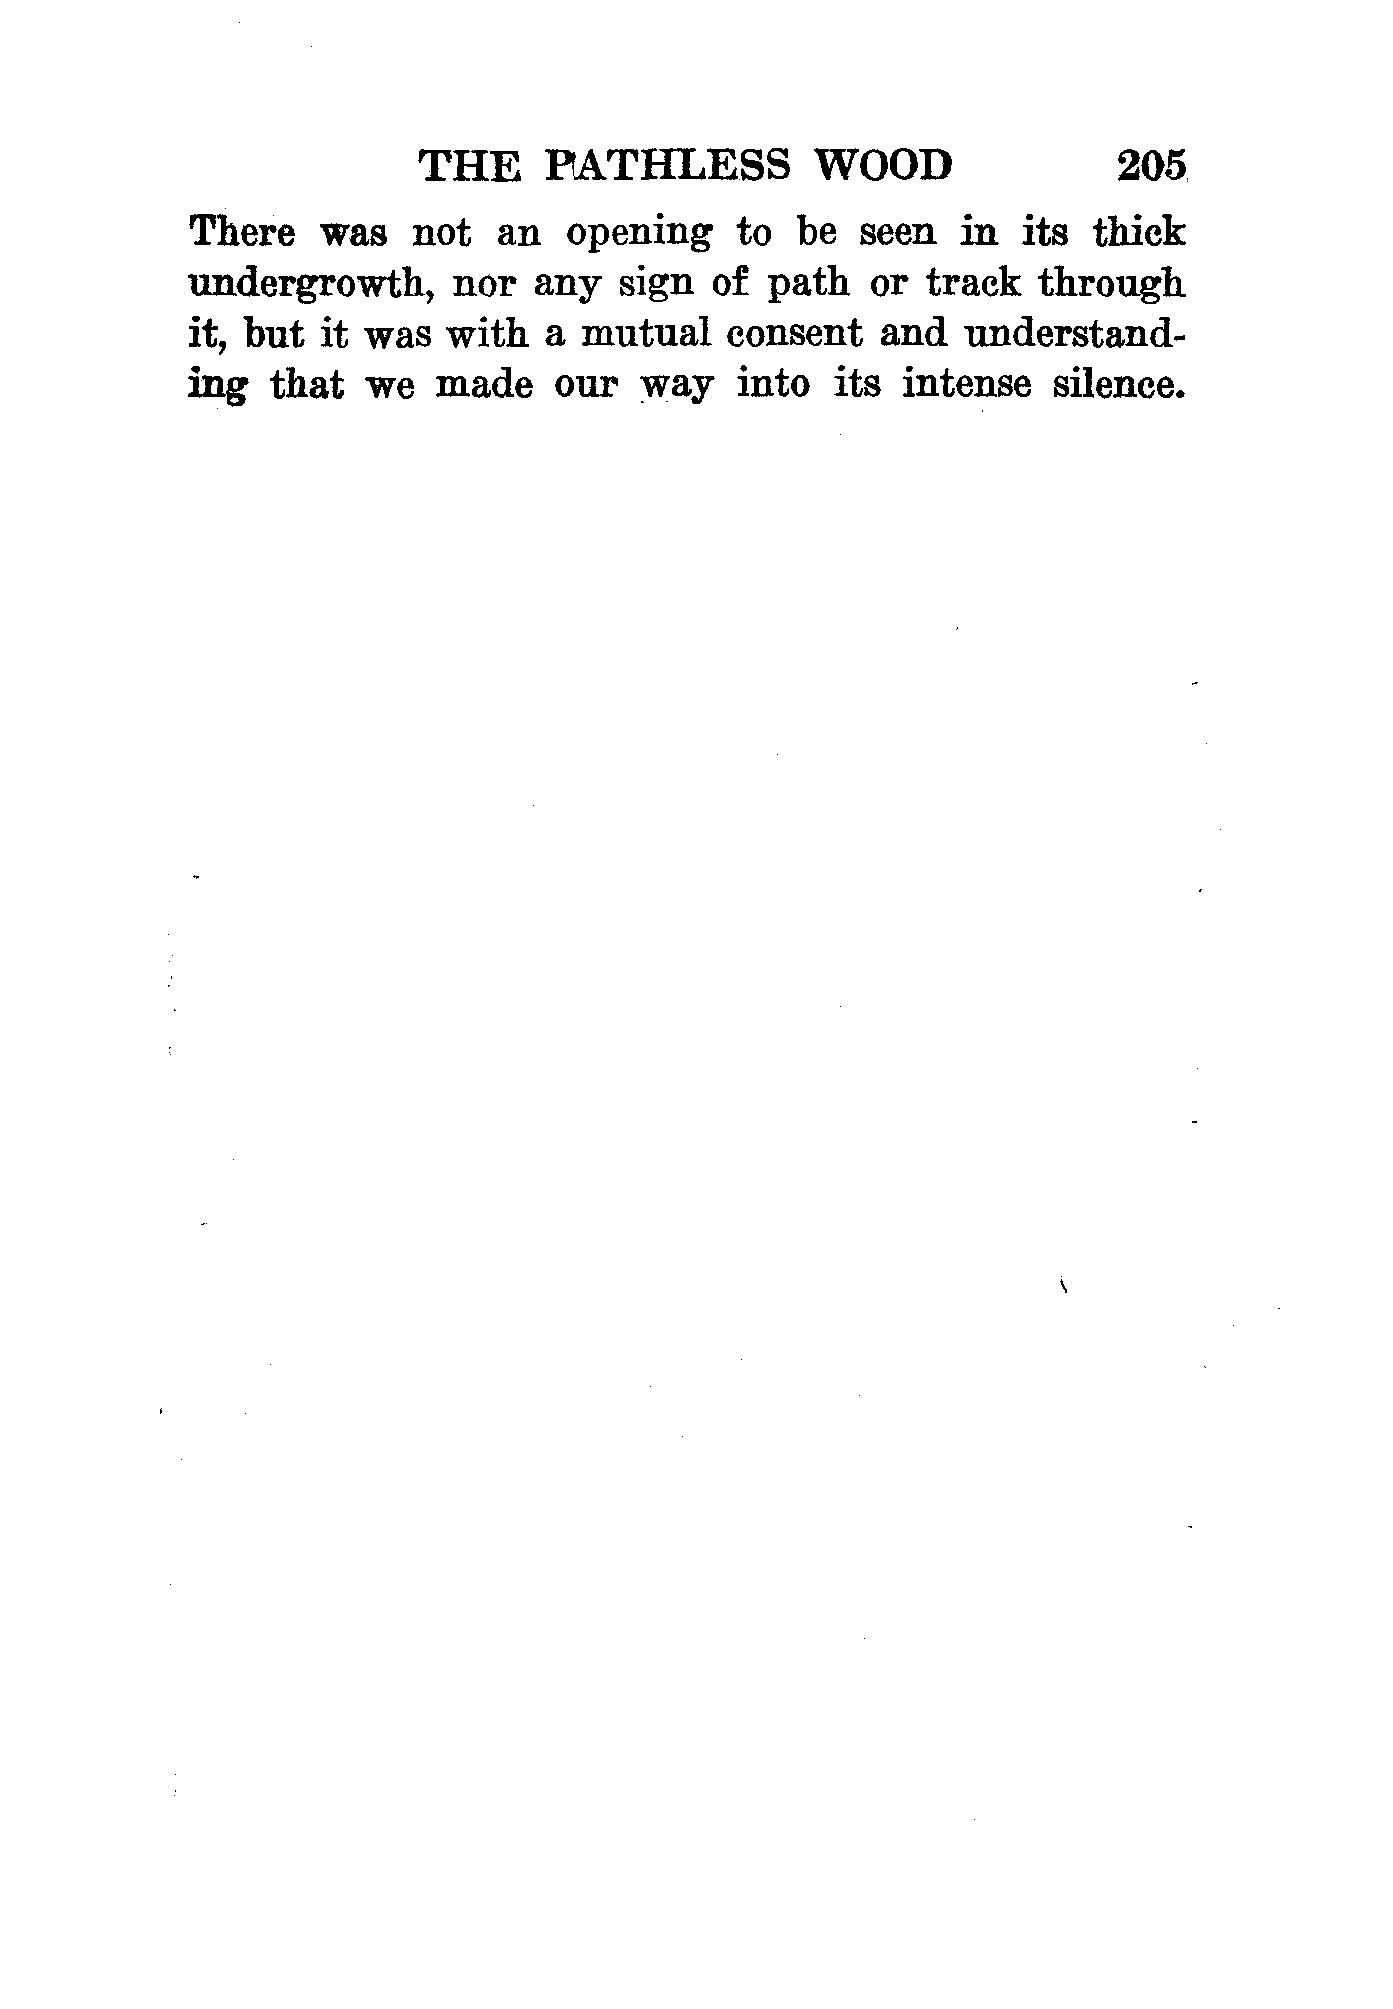 THE PATHLESS WOOD 205
There was not an opening to be seen in its thick
undergrowth, nor any sign of path or track through
it, but it was with a mutual consent and understand-
ing that we made our way into its intense silence.